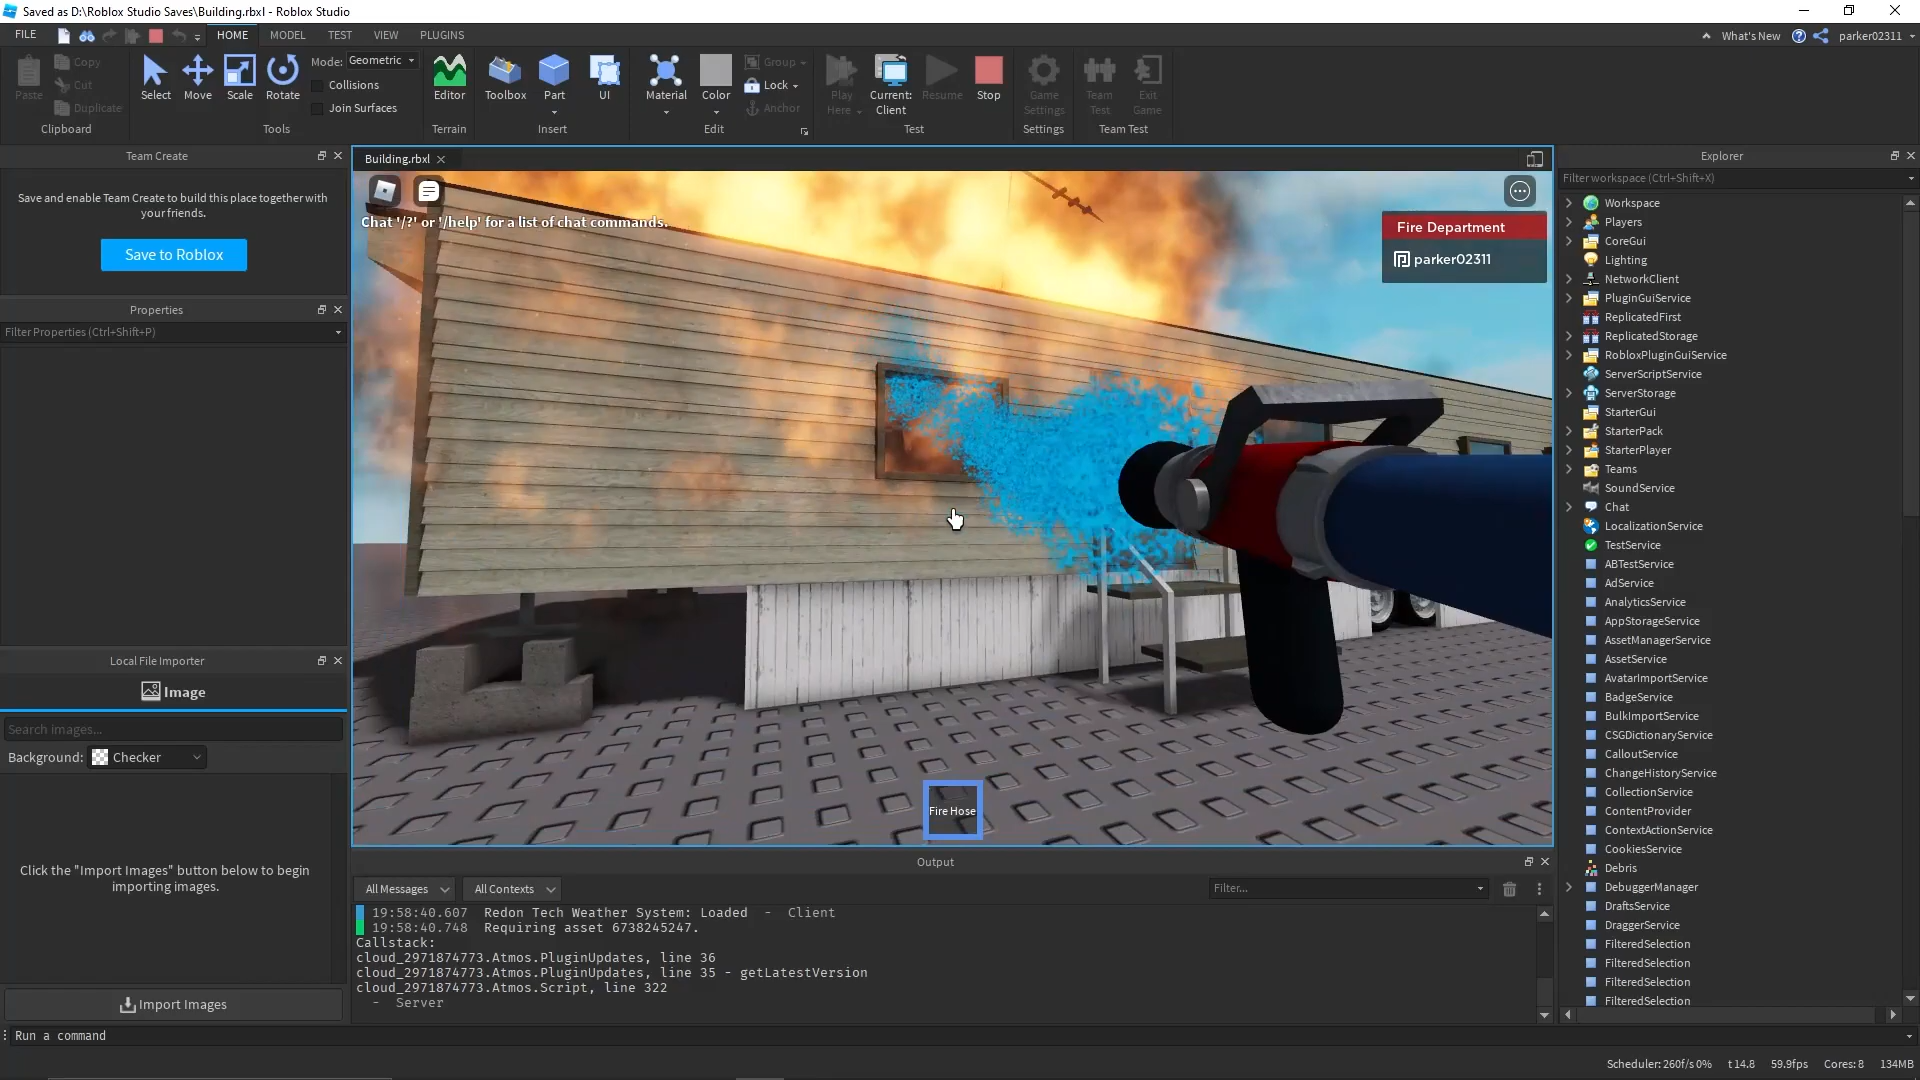 Saved as D:\Roblox Studio Saves\Building.rbxl - Roblox Studio
FILE
HOME
MODEL
TEST
VIEW
PLUGINS
What's New
parker02311
Paste
Copy
Cut
Duplicate
Clipboard
Select
Move
Scale
Rotate
Mode: Geometric
Collisions
Join Surfaces
Tools
Editor
Terrain
Toolbox
Part
UI
Insert
Material
Color
Group
Lock
Anchor
Edit
Play Here
Current: Client
Resume
Stop
Test
Game Settings
Settings
Team Test
Exit Game
Team Test
Team Create
Save and enable Team Create to build this place together with
your friends.
Save to Roblox
Properties
Filter Properties (Ctrl+Shift+P)
Local File Importer
Image
Search images...
Background: Checker
Click the "Import Images" button below to begin
importing images.
Import Images
Building.rbxl
Chat '/?' or '/help' for a list of chat commands.
Fire Department
parker02311
Fire Hose
Output
All Messages
All Contexts
Filter...
19:58:40.607 Redon Tech Weather System: Loaded - Client
19:58:40.748 Requiring asset 6738245247.
Callstack:
cloud_2971874773.Atmos.PluginUpdates, line 36
cloud_2971874773.Atmos.PluginUpdates, line 35 - getLatestVersion
cloud_2971874773.Atmos.Script, line 322
- Server
Explorer
Filter workspace (Ctrl+Shift+X)
Workspace
Players
CoreGui
Lighting
NetworkClient
PluginGuiService
ReplicatedFirst
ReplicatedStorage
RobloxPluginGuiService
ServerScriptService
ServerStorage
StarterGui
StarterPack
StarterPlayer
Teams
SoundService
Chat
LocalizationService
TestService
ABTestService
AdService
AnalyticsService
AppStorageService
AssetManagerService
AssetService
AvatarImportService
BadgeService
BulkImportService
CSGDictionaryService
CalloutService
ChangeHistoryService
CollectionService
ContentProvider
ContextActionService
CookiesService
Debris
DebuggerManager
DraftsService
DraggerService
FilteredSelection
FilteredSelection
FilteredSelection
FilteredSelection
Run a command
Scheduler: 260f/s 0%
t 14.8
59.9fps
Cores: 8
134MB